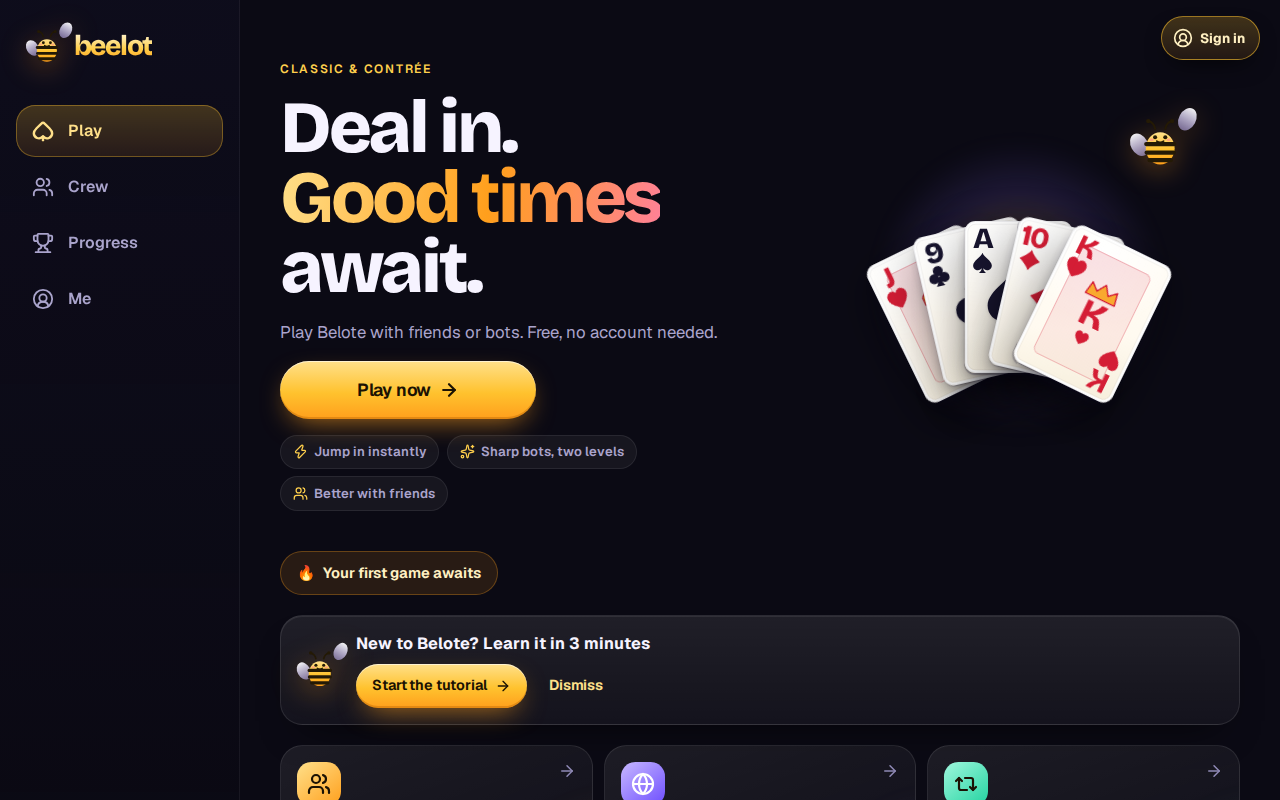 beelot
Sign in
Play
Crew
Progress
Me
CLASSIC & CONTRÉE
Deal in.
Good times
await.
Play Belote with friends or bots. Free, no account needed.
Play now
Jump in instantly
Sharp bots, two levels
Better with friends
J
9
A
10
K
K
K
Your first game awaits
New to Belote? Learn it in 3 minutes
Start the tutorial
Dismiss